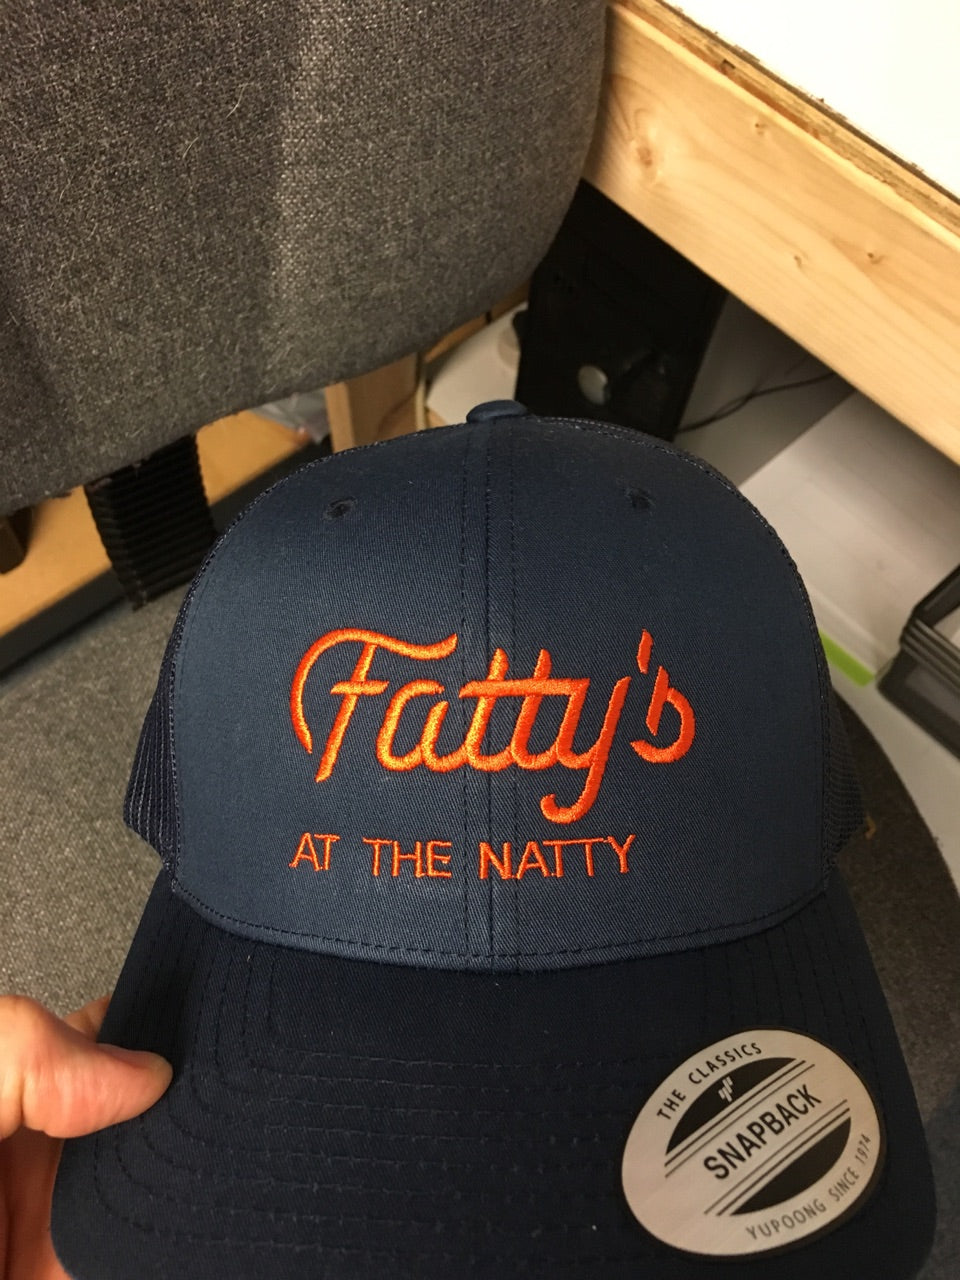 Fatty's
AT THE NATTY
THE CLASSICS
SNAPBACK
YUPOONG SINCE 1974